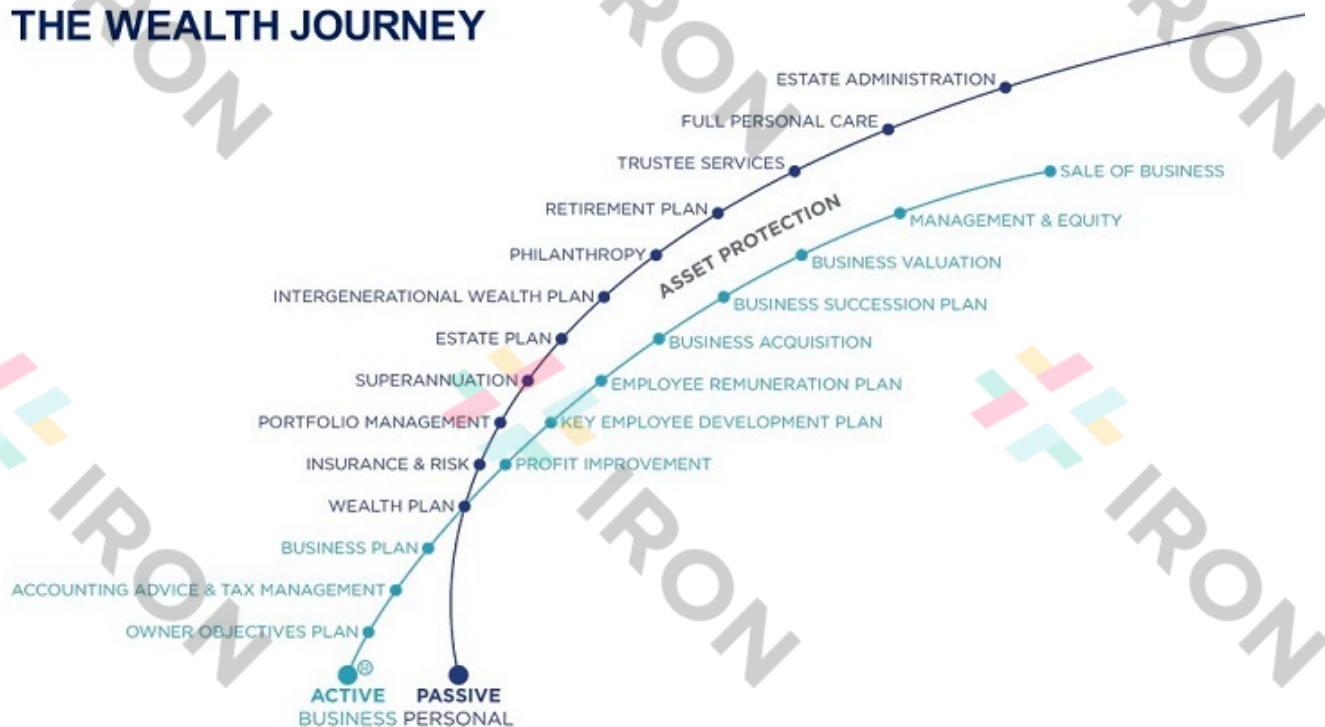 THE WEALTH JOURNEY
ESTATE ADMINISTRATION
FULL PERSONAL CARE
TRUSTEE SERVICES
SALE OF BUSINESS
RETIREMENT PLAN
MANAGEMENT & EQUITY
ASSET PROTECTION
PHILANTHROPY
BUSINESS VALUATION
INTERGENERATIONAL WEALTH PLAN
BUSINESS SUCCESSION PLAN
ESTATE PLAN
BUSINESS ACQUISITION
SUPERANNUATION
EMPLOYEE REMUNERATION PLAN
PORTFOLIO MANAGEMENT
KEY EMPLOYEE DEVELOPMENT PLAN
INSURANCE & RISK
PROFIT IMPROVEMENT
WEALTH PLAN
BUSINESS PLAN
ACCOUNTING ADVICE & TAX MANAGEMENT
OWNER OBJECTIVES PLAN
®
ACTIVE PASSIVE
BUSINESS PERSONAL
IRON
IRON
IRON
IRON
IRON
IRON